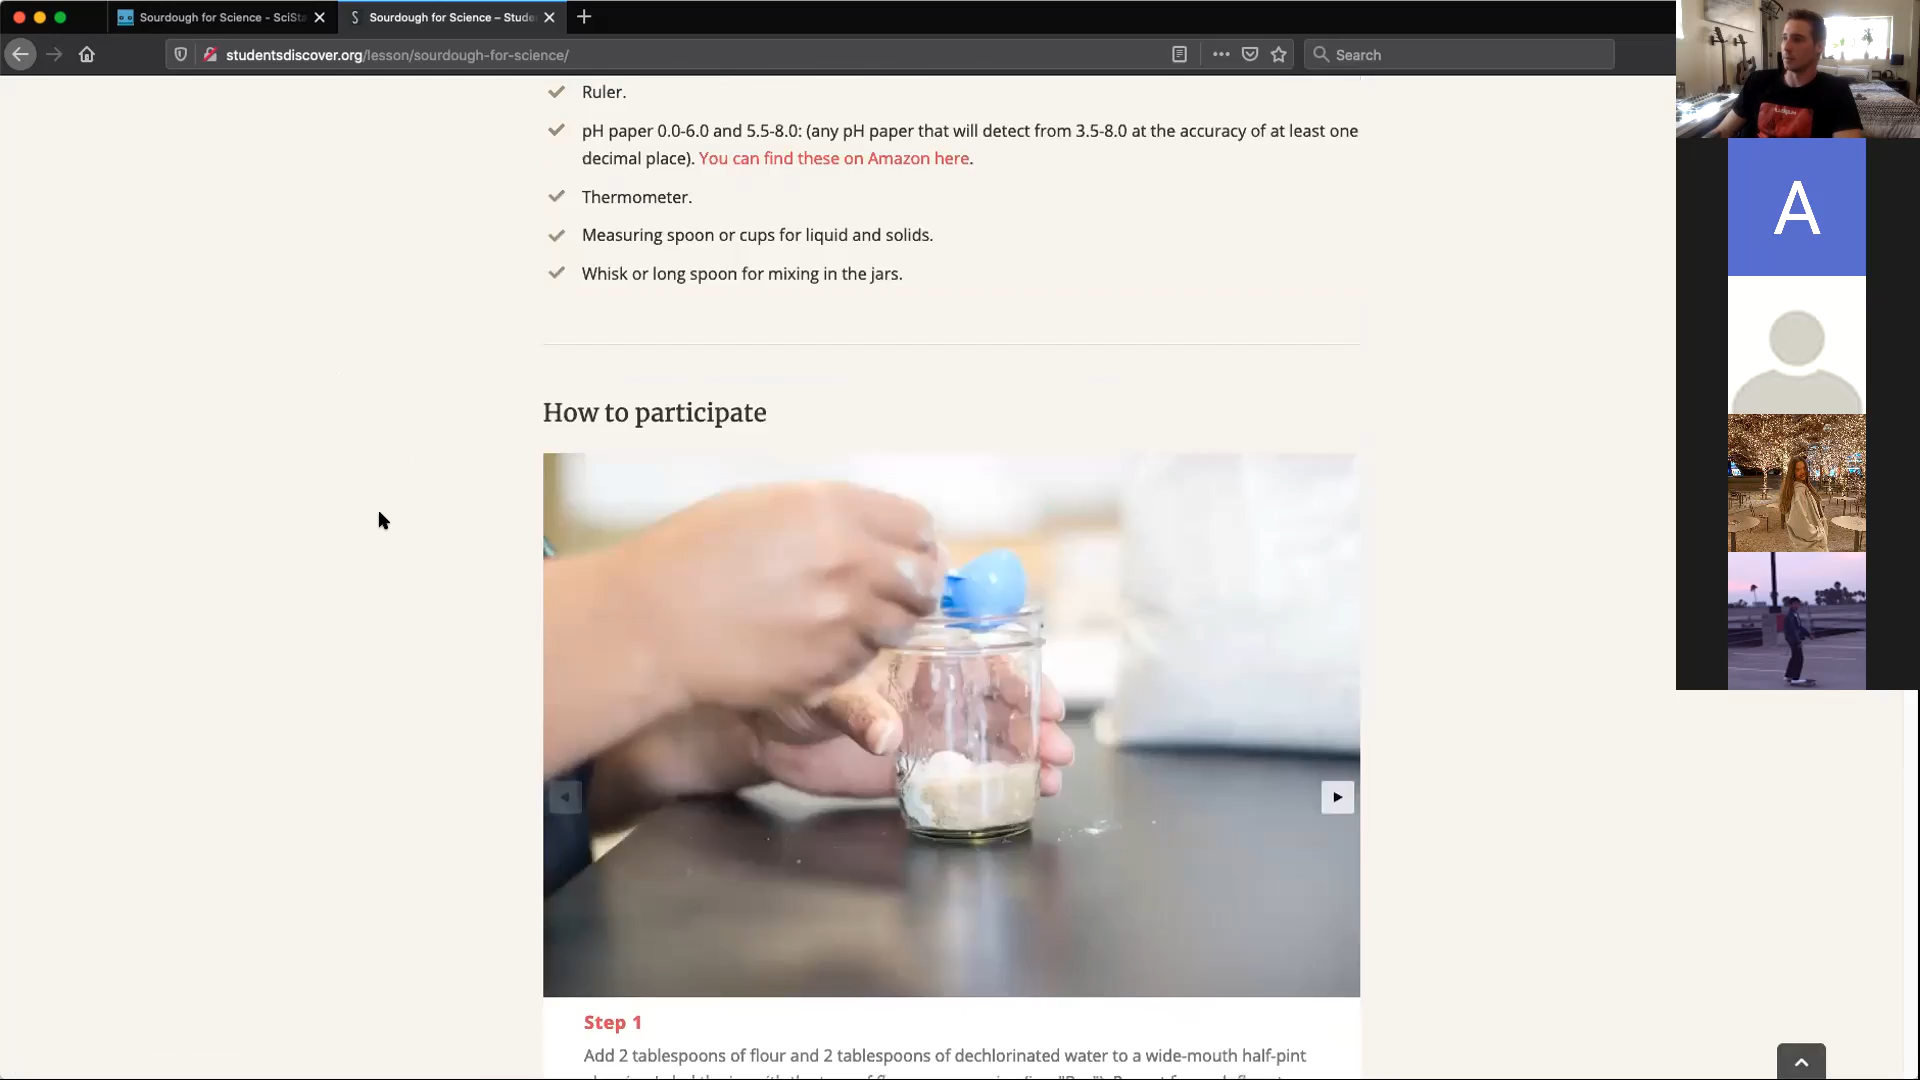 Sourdough for Science - SciSta
Sourdough for Science – Stude
studentsdiscover.org/lesson/sourdough-for-science/
Search
Ruler.
pH paper 0.0-6.0 and 5.5-8.0: (any pH paper that will detect from 3.5-8.0 at the accuracy of at least one
decimal place). You can find these on Amazon here.
Thermometer.
Measuring spoon or cups for liquid and solids.
Whisk or long spoon for mixing in the jars.
How to participate
A
Step 1
Add 2 tablespoons of flour and 2 tablespoons of dechlorinated water to a wide-mouth half-pint